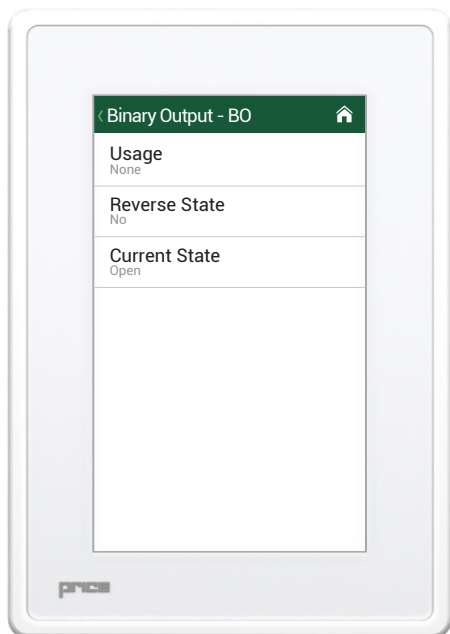 Binary Output - BO
Usage
None
Reverse State
No
Current State
Open
price